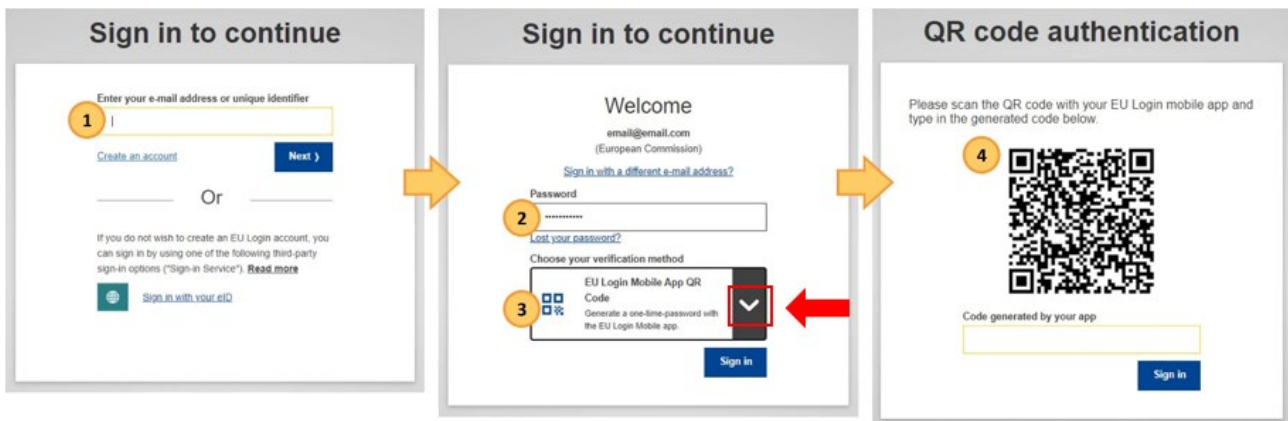 Sign in to continue
Enter your e-mail address or unique identifier
1
Create an account
Next ›
Or
If you do not wish to create an EU Login account, you
can sign in by using one of the following third-party
sign-in options ("Sign-in Service"). Read more
Sign in with your eID
Sign in to continue
Welcome
email@email.com
(European Commission)
Sign in with a different e-mail address?
Password
2
Lost your password?
Choose your verification method
EU Login Mobile App QR
Code
3
Generate a one-time-password with
the EU Login Mobile app.
Sign in
QR code authentication
Please scan the QR code with your EU Login mobile app and
type in the generated code below.
4
Code generated by your app
Sign in